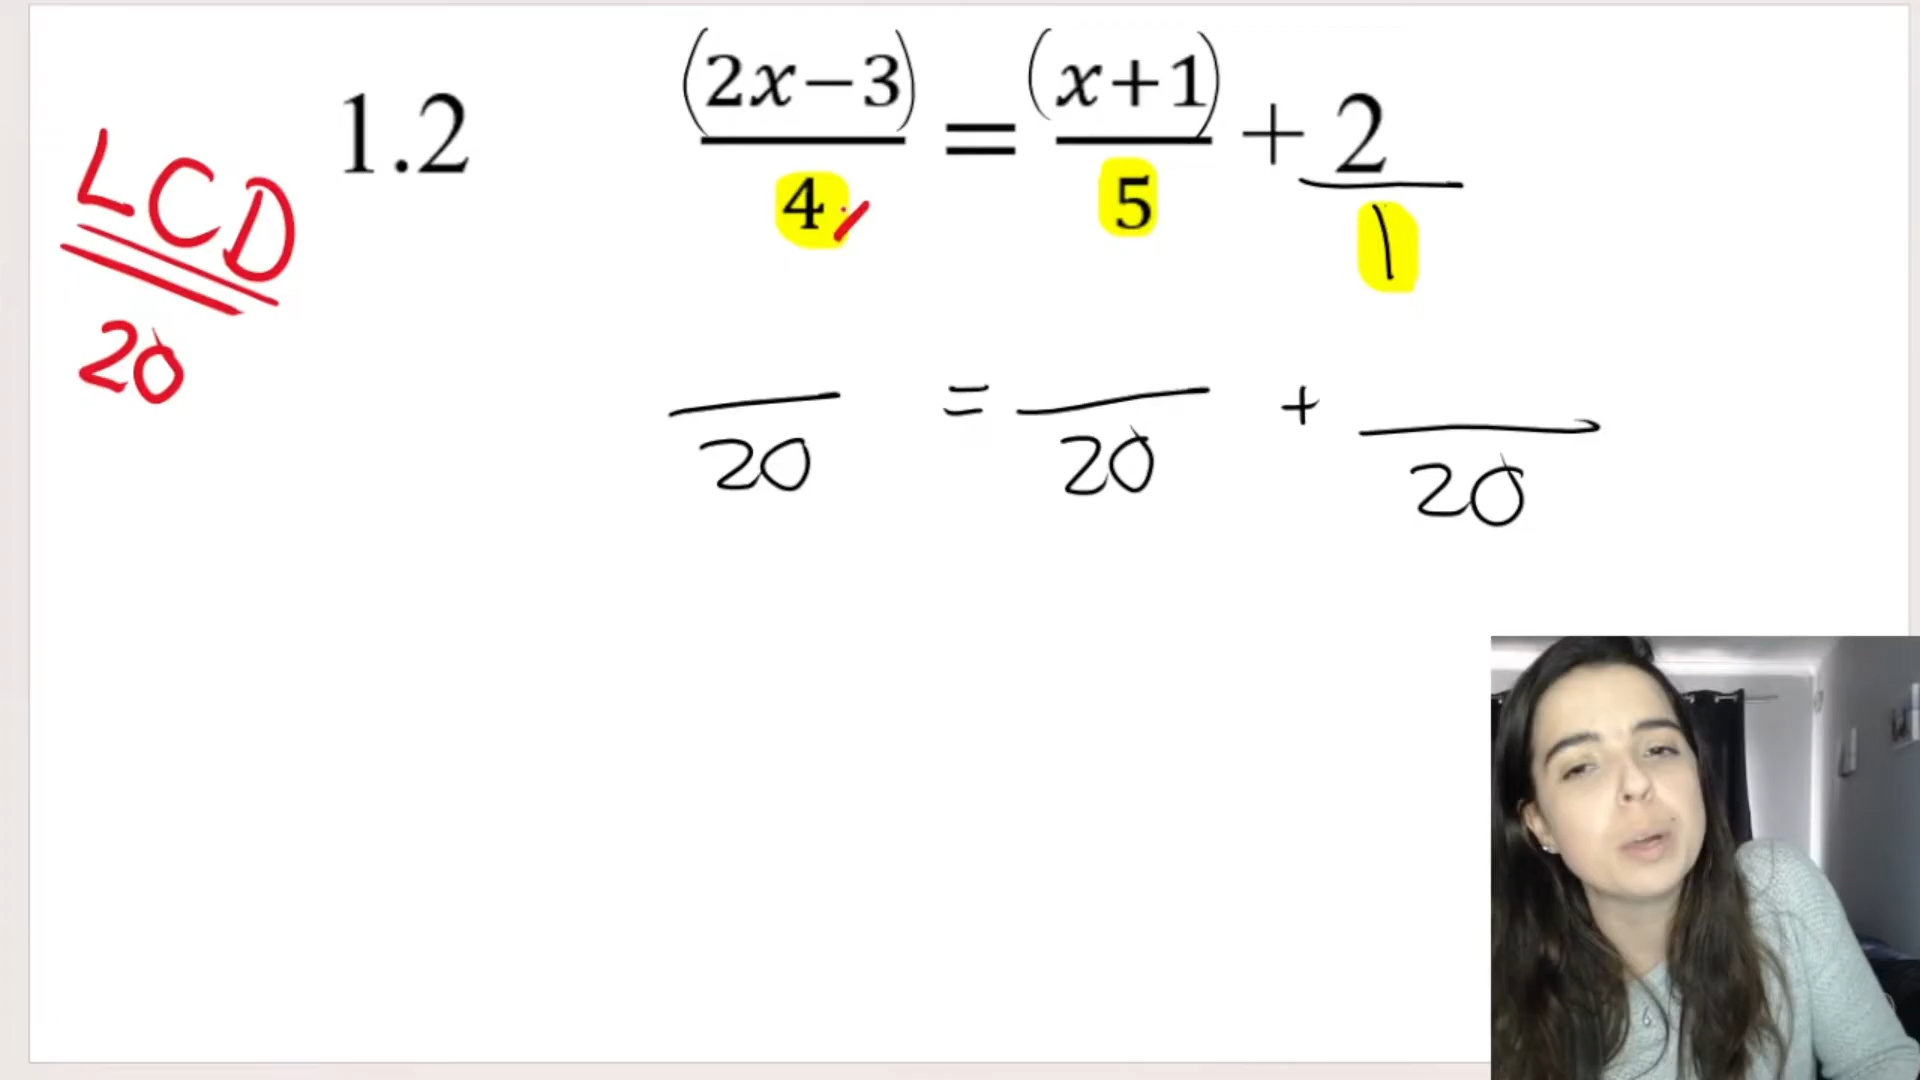 LCD
20
1.2 (2x−3)/4 = (x+1)/5 + 2/1
/20 = /20 + /20